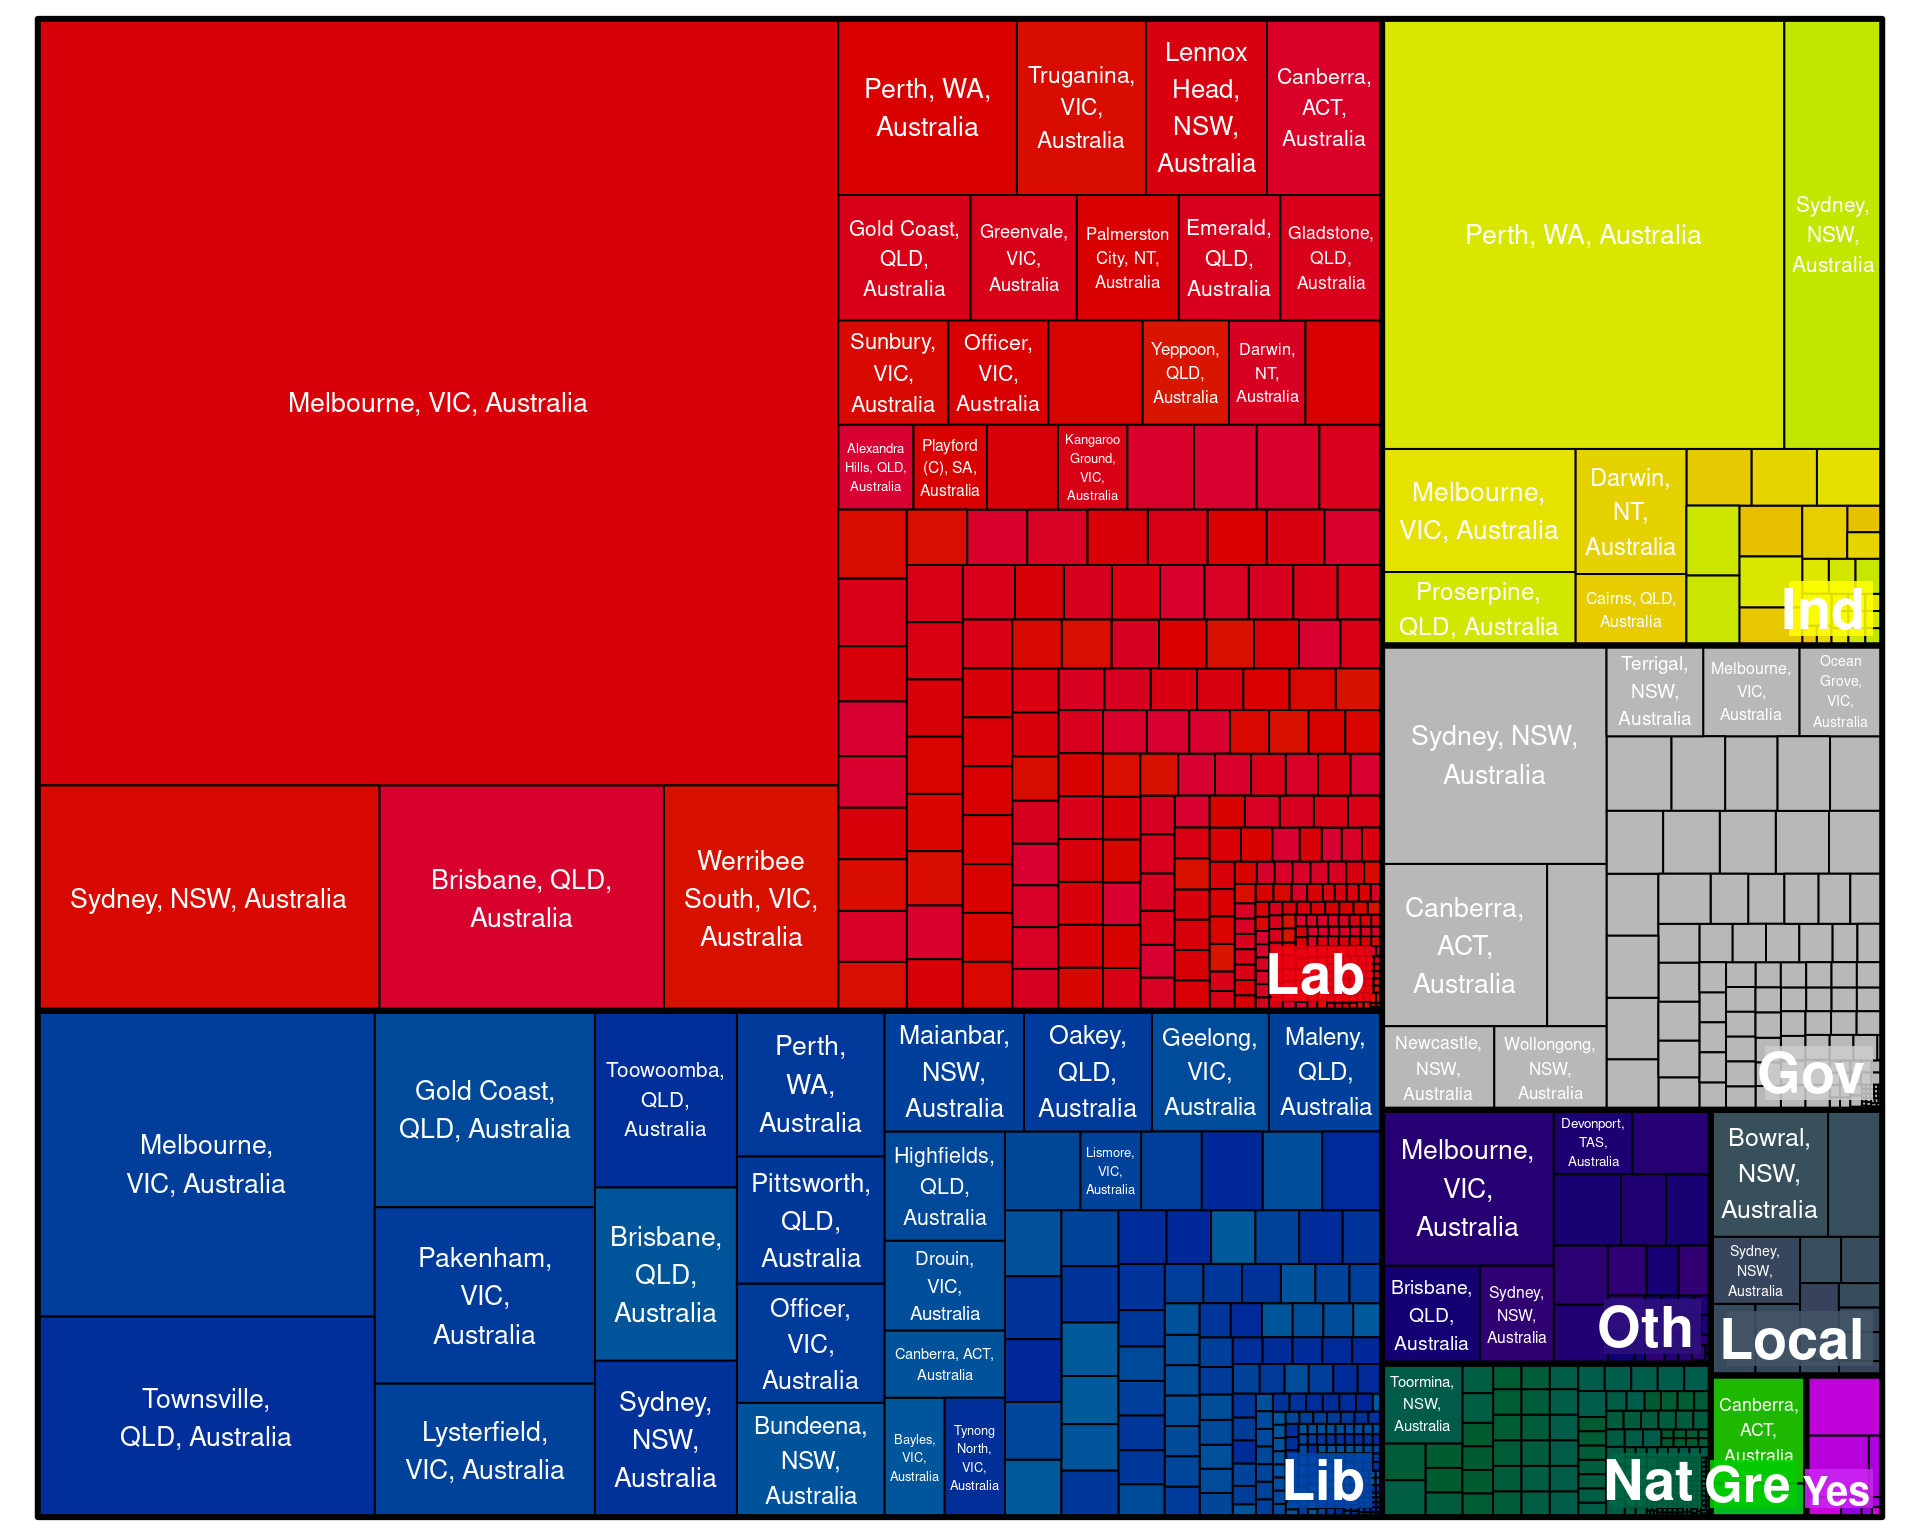 Melbourne, VIC, Australia
Sydney, NSW, Australia
Brisbane, QLD,
Australia
Werribee
South, VIC,
Australia
Perth, WA,
Australia
Truganina,
VIC,
Australia
Lennox
Head,
NSW,
Australia
Canberra,
ACT,
Australia
Gold Coast,
QLD,
Australia
Greenvale,
VIC,
Australia
Palmerston
City, NT,
Australia
Emerald,
QLD,
Australia
Gladstone,
QLD,
Australia
Sunbury,
VIC,
Australia
Officer,
VIC,
Australia
Yeppoon,
QLD,
Australia
Darwin,
NT,
Australia
Alexandra
Hills, QLD,
Australia
Playford
(C), SA,
Australia
Kangaroo
Ground,
VIC,
Australia
Lab
Perth, WA, Australia
Sydney,
NSW,
Australia
Melbourne,
VIC, Australia
Darwin,
NT,
Australia
Proserpine,
QLD, Australia
Cairns, QLD,
Australia
Ind
Sydney, NSW,
Australia
Terrigal,
NSW,
Australia
Melbourne,
VIC,
Australia
Ocean
Grove,
VIC,
Australia
Canberra,
ACT,
Australia
Newcastle,
NSW,
Australia
Wollongong,
NSW,
Australia
Gov
Melbourne,
VIC, Australia
Townsville,
QLD, Australia
Gold Coast,
QLD, Australia
Pakenham,
VIC,
Australia
Lysterfield,
VIC, Australia
Toowoomba,
QLD,
Australia
Brisbane,
QLD,
Australia
Sydney,
NSW,
Australia
Perth,
WA,
Australia
Pittsworth,
QLD,
Australia
Officer,
VIC,
Australia
Bundeena,
NSW,
Australia
Maianbar,
NSW,
Australia
Oakey,
QLD,
Australia
Geelong,
VIC,
Australia
Maleny,
QLD,
Australia
Highfields,
QLD,
Australia
Lismore,
VIC,
Australia
Drouin,
VIC,
Australia
Canberra, ACT,
Australia
Bayles,
VIC,
Australia
Tynong
North,
VIC,
Australia
Lib
Melbourne,
VIC,
Australia
Devonport,
TAS,
Australia
Brisbane,
QLD,
Australia
Sydney,
NSW,
Australia
Oth
Bowral,
NSW,
Australia
Sydney,
NSW,
Australia
Local
Toormina,
NSW,
Australia
Nat
Canberra,
ACT,
Australia
Gre
Yes